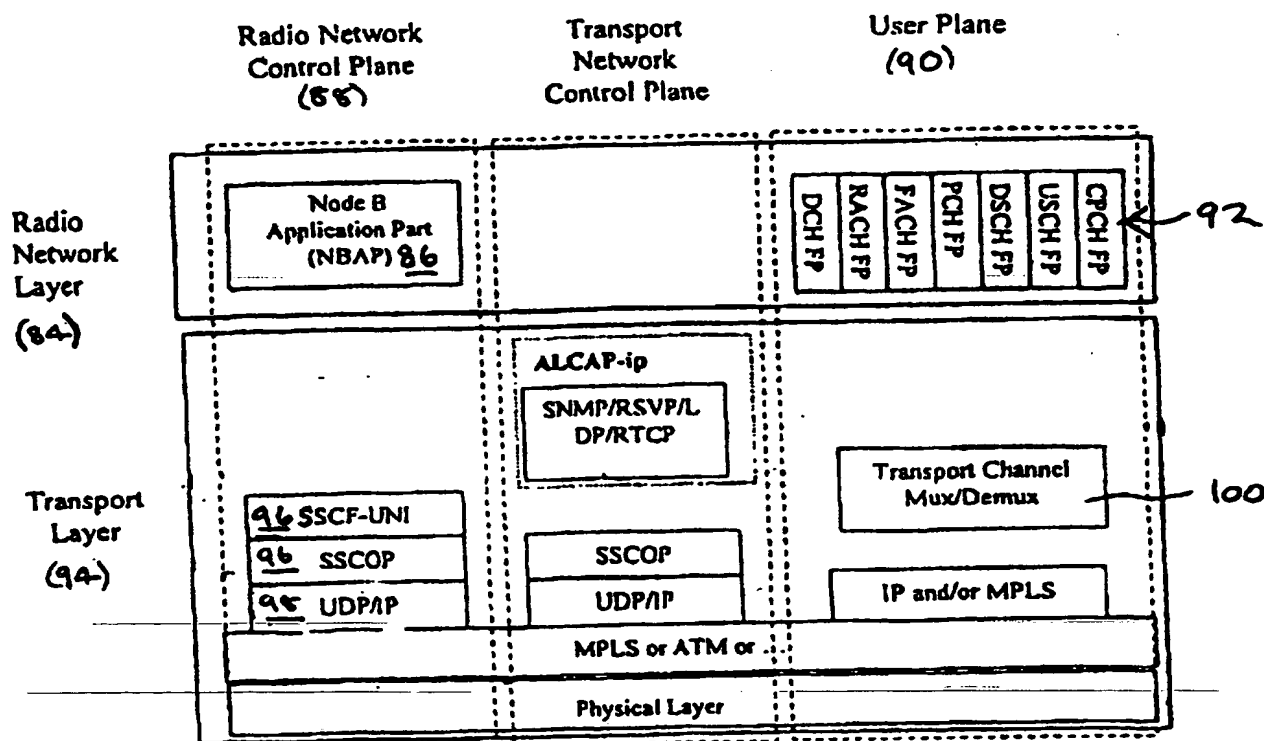 Radio Network
Control Plane
(88)
Transport
Network
Control Plane
User Plane
(90)
Radio
Network
Layer
(84)
Node B
Application Part
(NBAP) 86
DCH FP
RACH FP
FACH FP
PCH FP
DSCH FP
USCH FP
CPCH FP
92
Transport
Layer
(94)
ALCAP-ip
SNMP/RSVP/L
DP/RTCP
Transport Channel
Mux/Demux
100
96 SSCF-UNI
96 SSCOP
98 UDP/IP
SSCOP
UDP/IP
IP and/or MPLS
MPLS or ATM or ...
Physical Layer